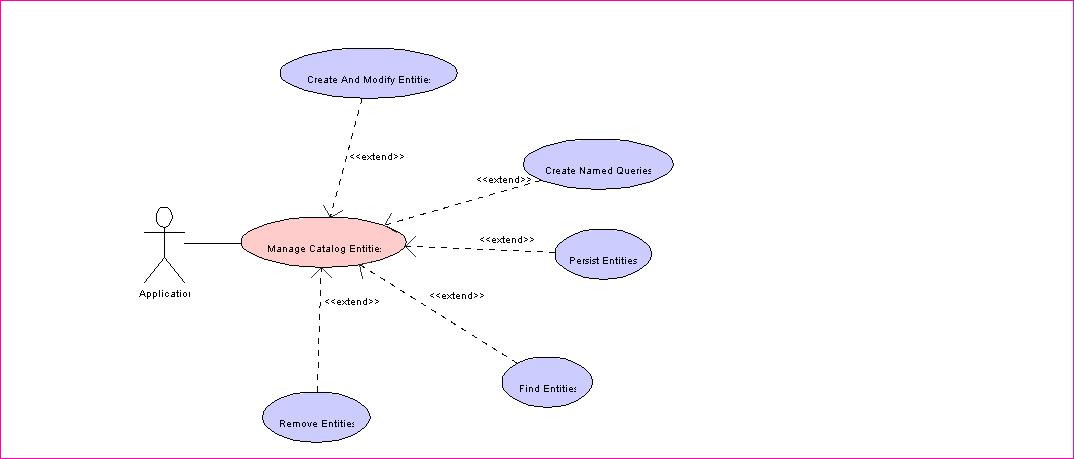 Create And Modify Entities
<<extend>>
Create Named Queries
<<extend>>
<<extend>>
Manage Catalog Entities
Persist Entities
Application
<<extend>>
<<extend>>
Find Entities
Remove Entities